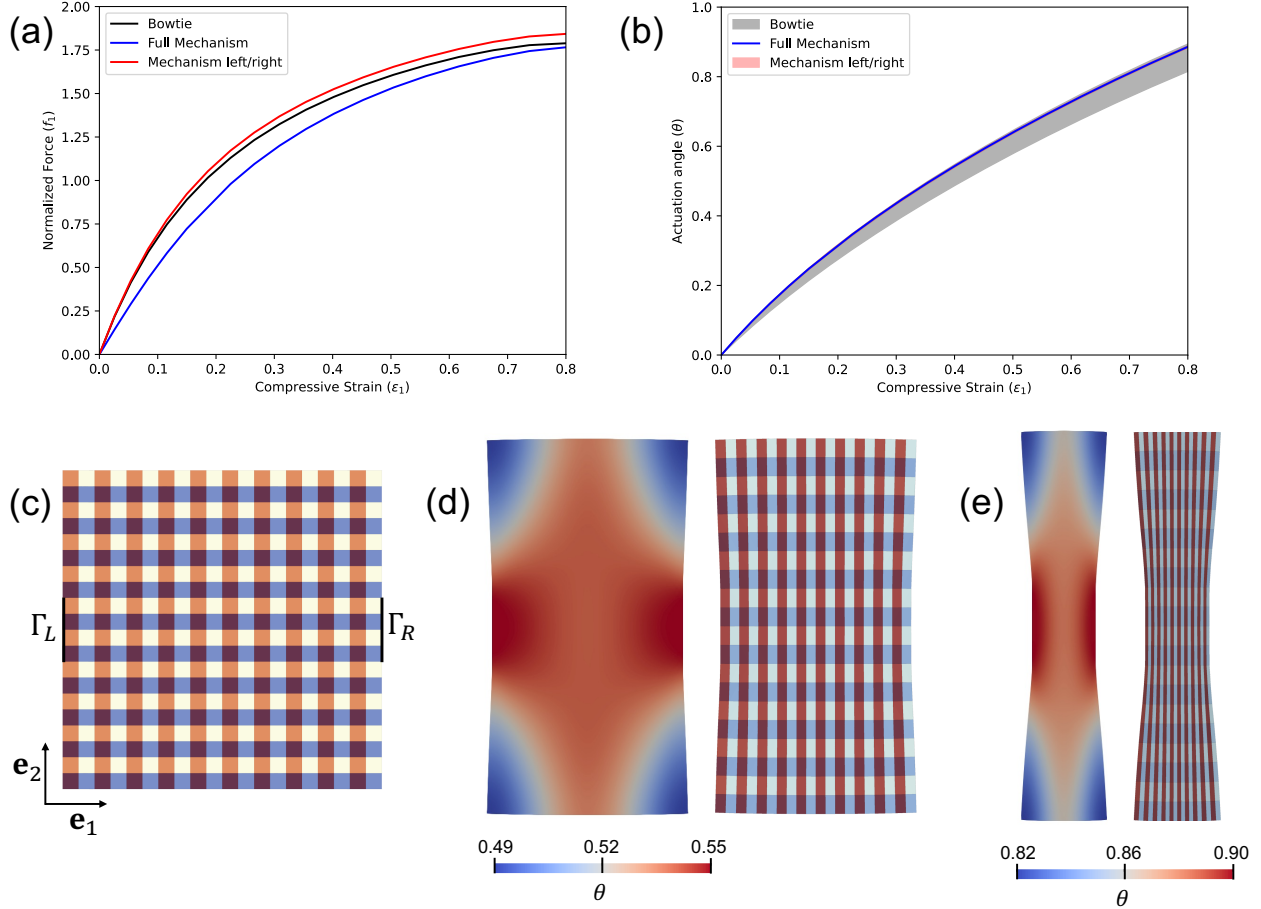 (a)
2.00
1.75
1.50
1.25
1.00
0.75
0.50
0.25
0.00
Normalized Force (f₁)
Bowtie
Full Mechanism
Mechanism left/right
0.0 0.1 0.2 0.3 0.4 0.5 0.6 0.7 0.8
Compressive Strain (ε₁)
(b)
1.0
0.8
0.6
0.4
0.2
0.0
Actuation angle (θ)
Bowtie
Full Mechanism
Mechanism left/right
0.0 0.1 0.2 0.3 0.4 0.5 0.6 0.7 0.8
Compressive Strain (ε₁)
(c)
Γ_L
Γ_R
e₂
e₁
(d)
0.49 0.52 0.55
θ
(e)
0.82 0.86 0.90
θ